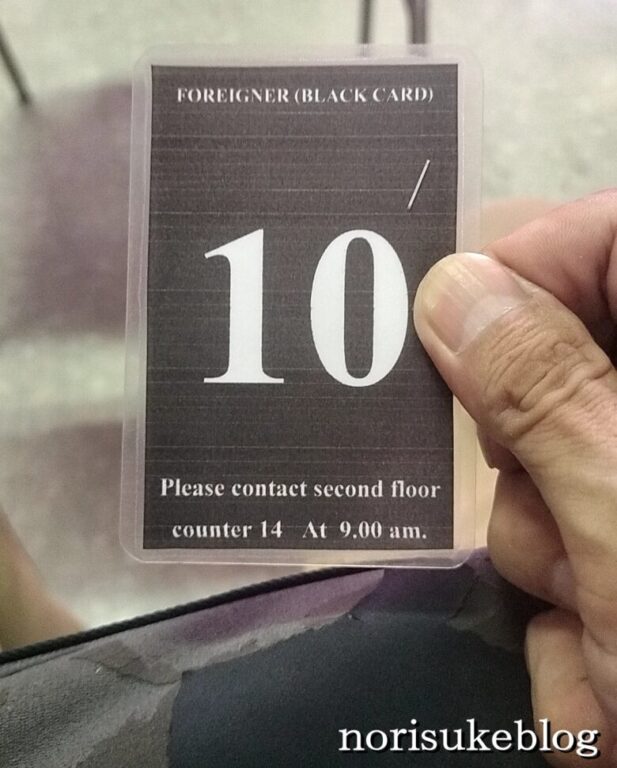 FOREIGNER (BLACK CARD)
10
Please contact second floor
counter 14 At 9.00 am.
norisukeblog